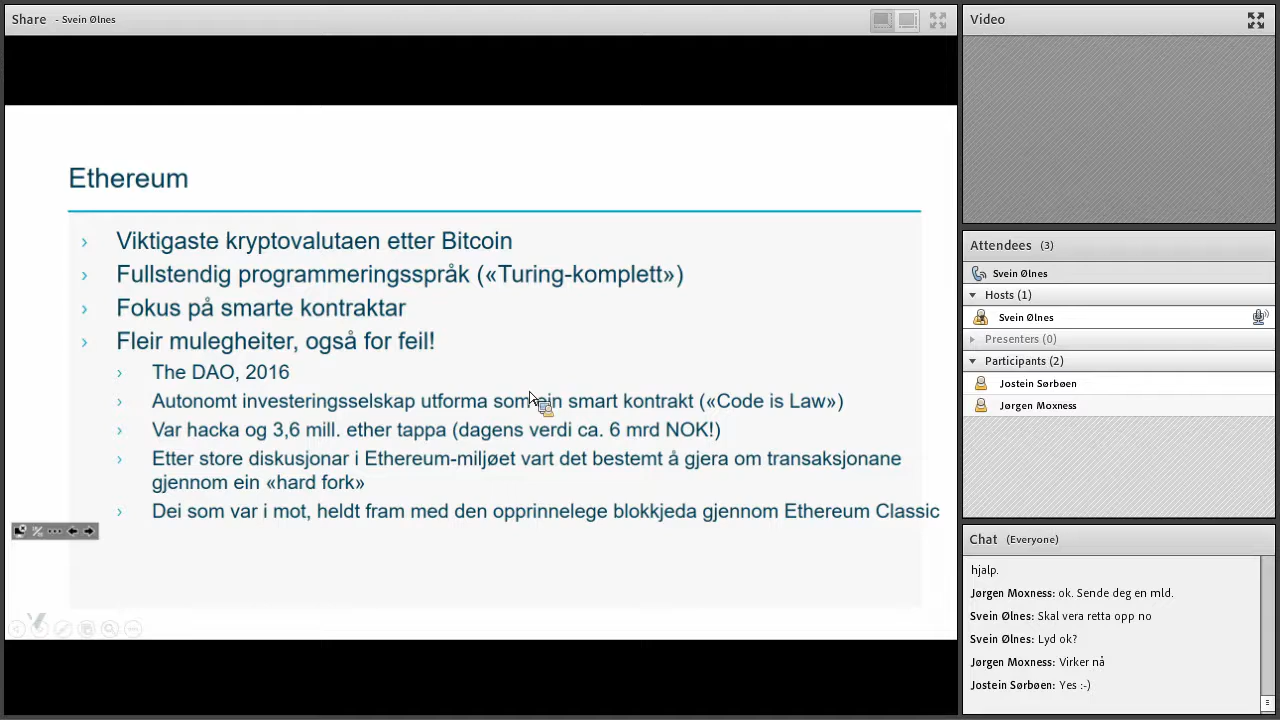 Share - Svein Ølnes
Ethereum
› Viktigaste kryptovalutaen etter Bitcoin
› Fullstendig programmeringsspråk («Turing-komplett»)
› Fokus på smarte kontraktar
› Fleir mulegheiter, også for feil!
› The DAO, 2016
› Autonomt investeringsselskap utforma som ein smart kontrakt («Code is Law»)
› Var hacka og 3,6 mill. ether tappa (dagens verdi ca. 6 mrd NOK!)
› Etter store diskusjonar i Ethereum-miljøet vart det bestemt å gjera om transaksjonane
gjennom ein «hard fork»
› Dei som var i mot, heldt fram med den opprinnelege blokkjeda gjennom Ethereum Classic
Video
Attendees (3)
Svein Ølnes
Hosts (1)
Svein Ølnes
Presenters (0)
Participants (2)
Jostein Sørbøen
Jørgen Moxness
Chat (Everyone)
hjalp.
Jørgen Moxness: ok. Sende deg en mld.
Svein Ølnes: Skal vera retta opp no
Svein Ølnes: Lyd ok?
Jørgen Moxness: Virker nå
Jostein Sørbøen: Yes :-)